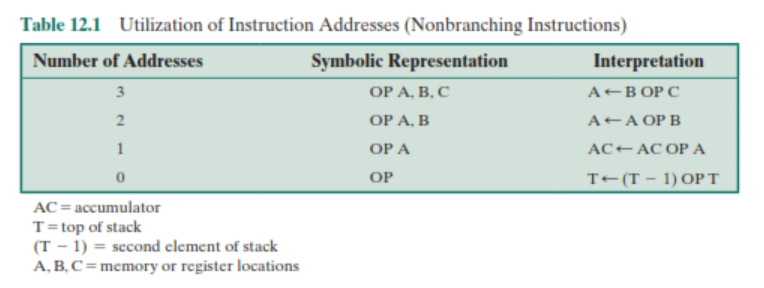 Table 12.1 Utilization of Instruction Addresses (Nonbranching Instructions)
Number of Addresses Symbolic Representation Interpretation
3 OP A, B, C A ← B OP C
2 OP A, B A ← A OP B
1 OP A AC ← AC OP A
0 OP T ← (T − 1) OP T
AC = accumulator
T = top of stack
(T − 1) = second element of stack
A, B, C = memory or register locations